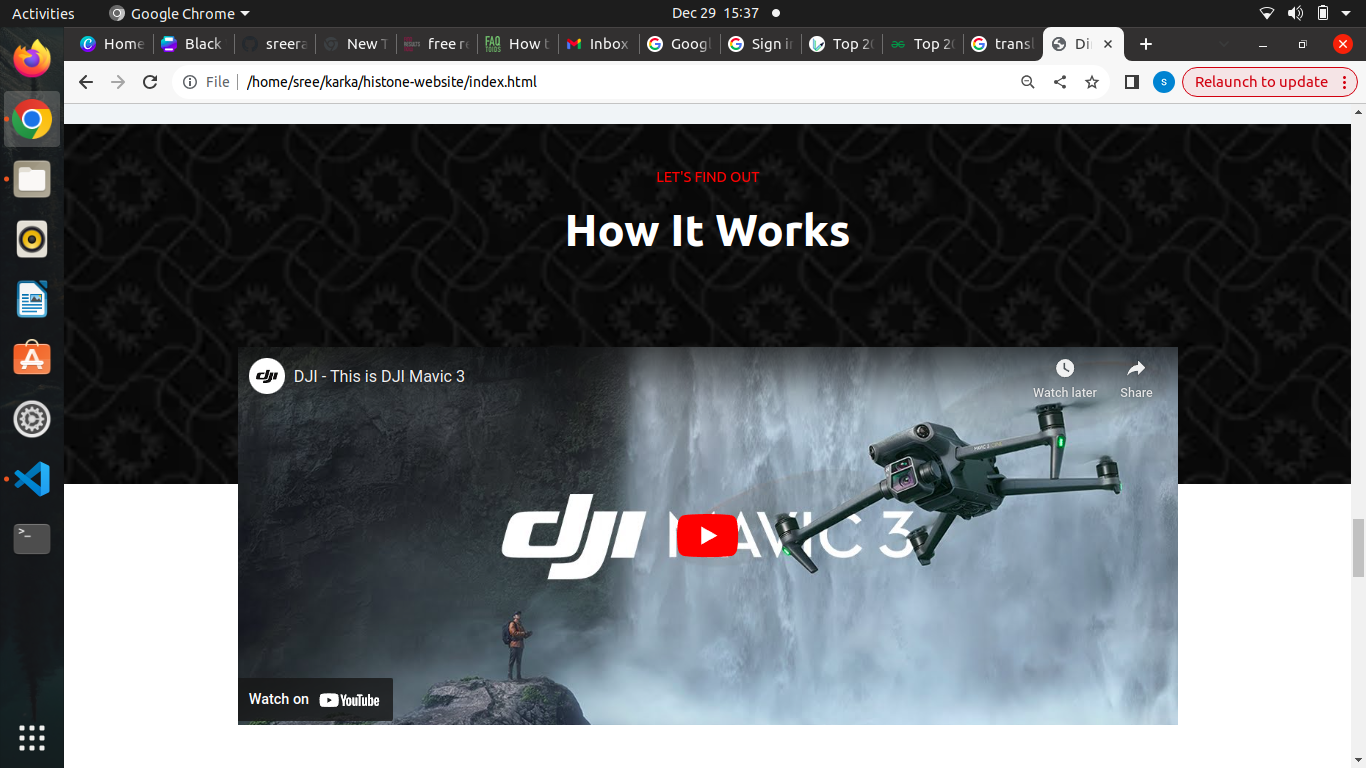 Activities
Google Chrome
Dec 29 15:37
Home
Black
sreera
New T
free re
How t
Inbox
Googl
Sign in
Top 20
Top 20
transl
Di
File
/home/sree/karka/histone-website/index.html
S
Relaunch to update
LET'S FIND OUT
How It Works
dji
DJI - This is DJI Mavic 3
Watch later
Share
dji MAVIC 3
Watch on YouTube